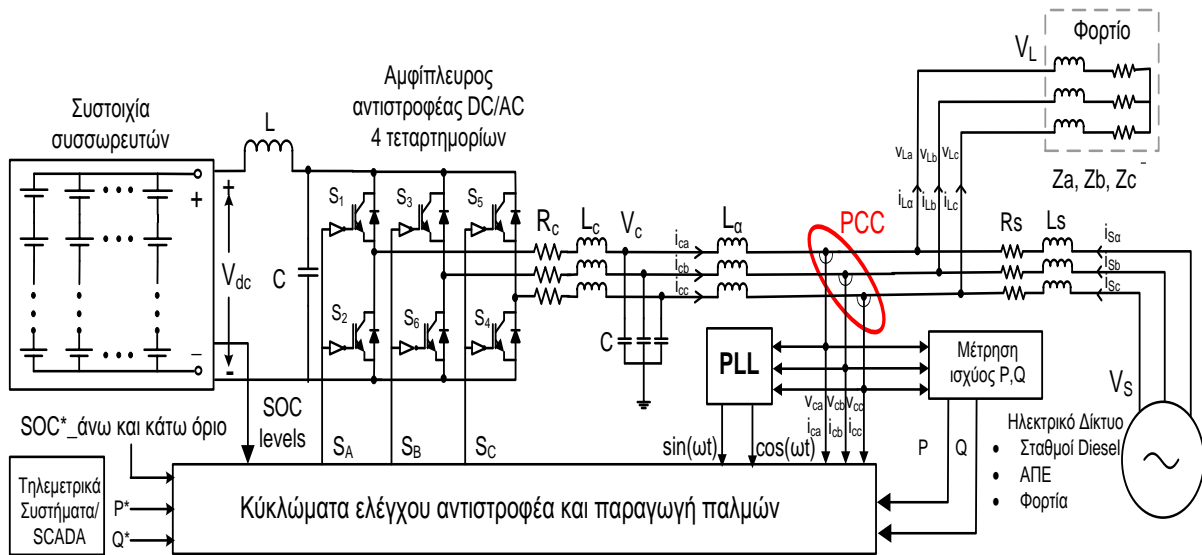 Συστοιχία
συσσωρευτών
L
Αμφίπλευρος
αντιστροφέας DC/AC
4 τεταρτημορίων
V_L
Φορτίο
+
Vdc
−
-
C
S1
S3
S5
S2
S6
S4
Rc
Lc
Vc
C
ica
icb
icc
Lα
PCC
vLa
vLb
vLc
iLα
iLb
iLc
Za, Zb, Zc
Rs
Ls
iSα
iSb
iSc
PLL
Μέτρηση
ισχύος P,Q
VS
SOC*_άνω και κάτω όριο
SOC
levels
SA
SB
SC
sin(ωt)
cos(ωt)
vca
vcb
vcc
ica
icb
icc
P
Q
Ηλεκτρικό Δίκτυο
• Σταθμοί Diesel
• ΑΠΕ
• Φορτία
Τηλεμετρικά
Συστήματα/
SCADA
P*
Q*
Κύκλώματα ελέγχου αντιστροφέα και παραγωγή παλμών